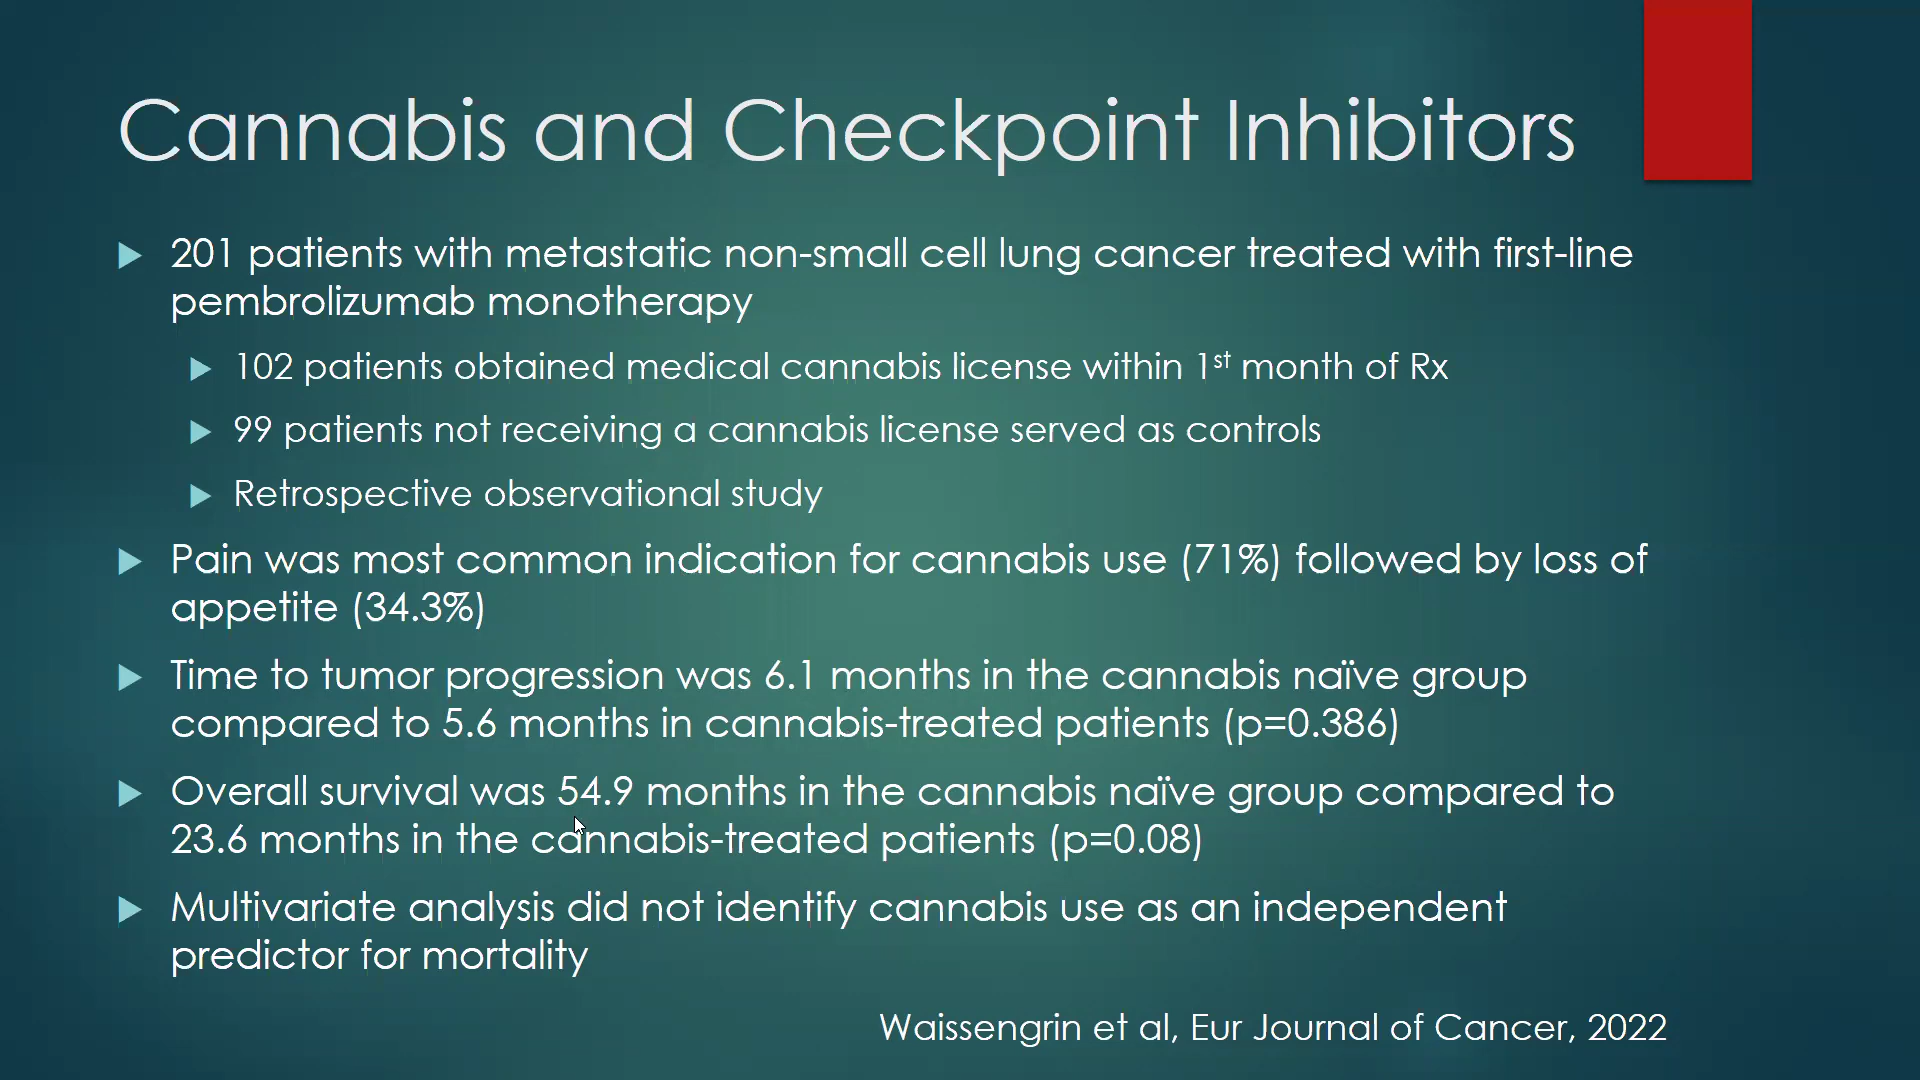 Cannabis and Checkpoint Inhibitors
201 patients with metastatic non-small cell lung cancer treated with first-line
pembrolizumab monotherapy
102 patients obtained medical cannabis license within 1st month of Rx
99 patients not receiving a cannabis license served as controls
Retrospective observational study
Pain was most common indication for cannabis use (71%) followed by loss of
appetite (34.3%)
Time to tumor progression was 6.1 months in the cannabis naïve group
compared to 5.6 months in cannabis-treated patients (p=0.386)
Overall survival was 54.9 months in the cannabis naïve group compared to
23.6 months in the cannabis-treated patients (p=0.08)
Multivariate analysis did not identify cannabis use as an independent
predictor for mortality
Waissengrin et al, Eur Journal of Cancer, 2022